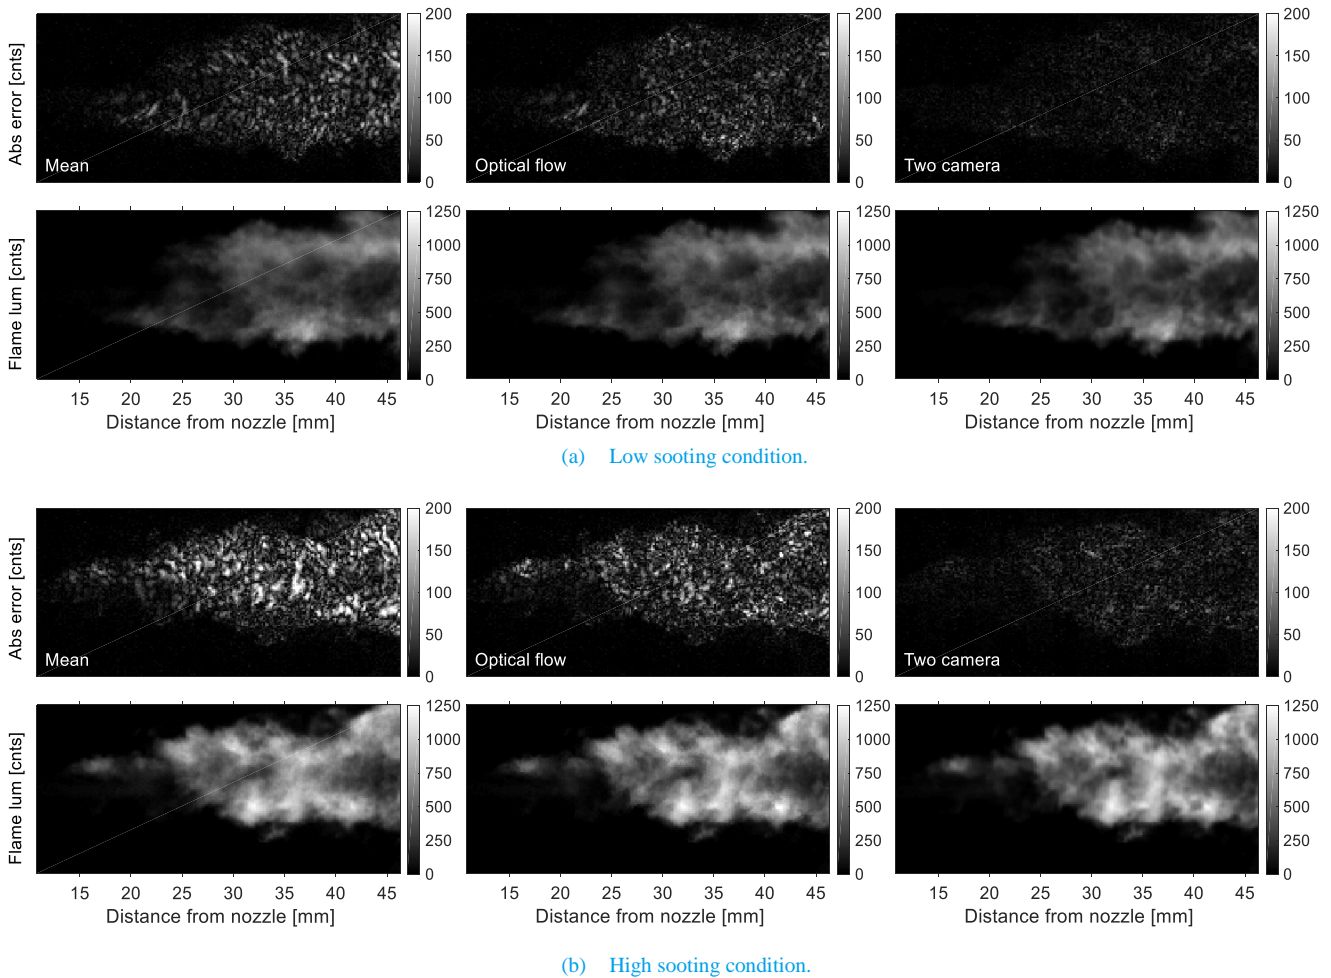 200 200 200
150 150 150
100 100 100
50 50 50
0 0 0
Abs error [cnts]
Mean Optical flow Two camera
1250 1250 1250
1000 1000 1000
750 750 750
500 500 500
250 250 250
0 0 0
Flame lum [cnts]
15 20 25 30 35 40 45 15 20 25 30 35 40 45 15 20 25 30 35 40 45
Distance from nozzle [mm] Distance from nozzle [mm] Distance from nozzle [mm]
(a) Low sooting condition.
200 200 200
150 150 150
100 100 100
50 50 50
0 0 0
Abs error [cnts]
Mean Optical flow Two camera
1250 1250 1250
1000 1000 1000
750 750 750
500 500 500
250 250 250
0 0 0
Flame lum [cnts]
15 20 25 30 35 40 45 15 20 25 30 35 40 45 15 20 25 30 35 40 45
Distance from nozzle [mm] Distance from nozzle [mm] Distance from nozzle [mm]
(b) High sooting condition.